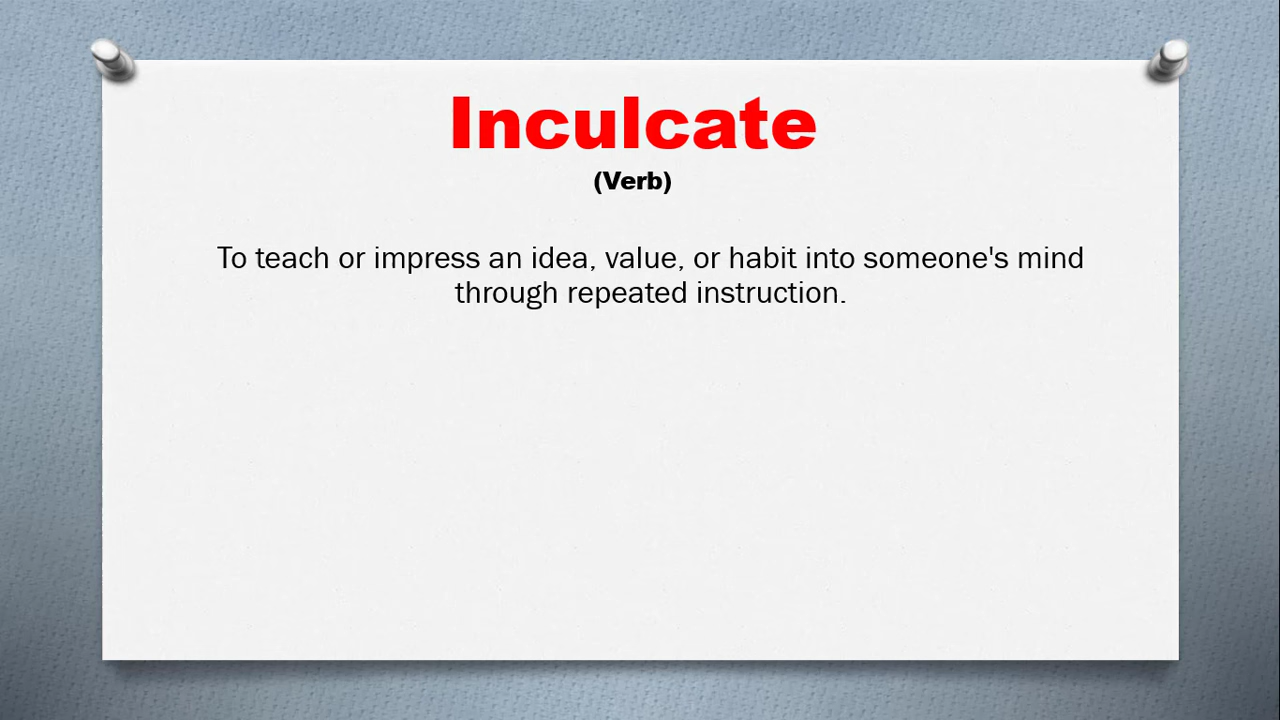 Inculcate
(Verb)
To teach or impress an idea, value, or habit into someone's mind
through repeated instruction.